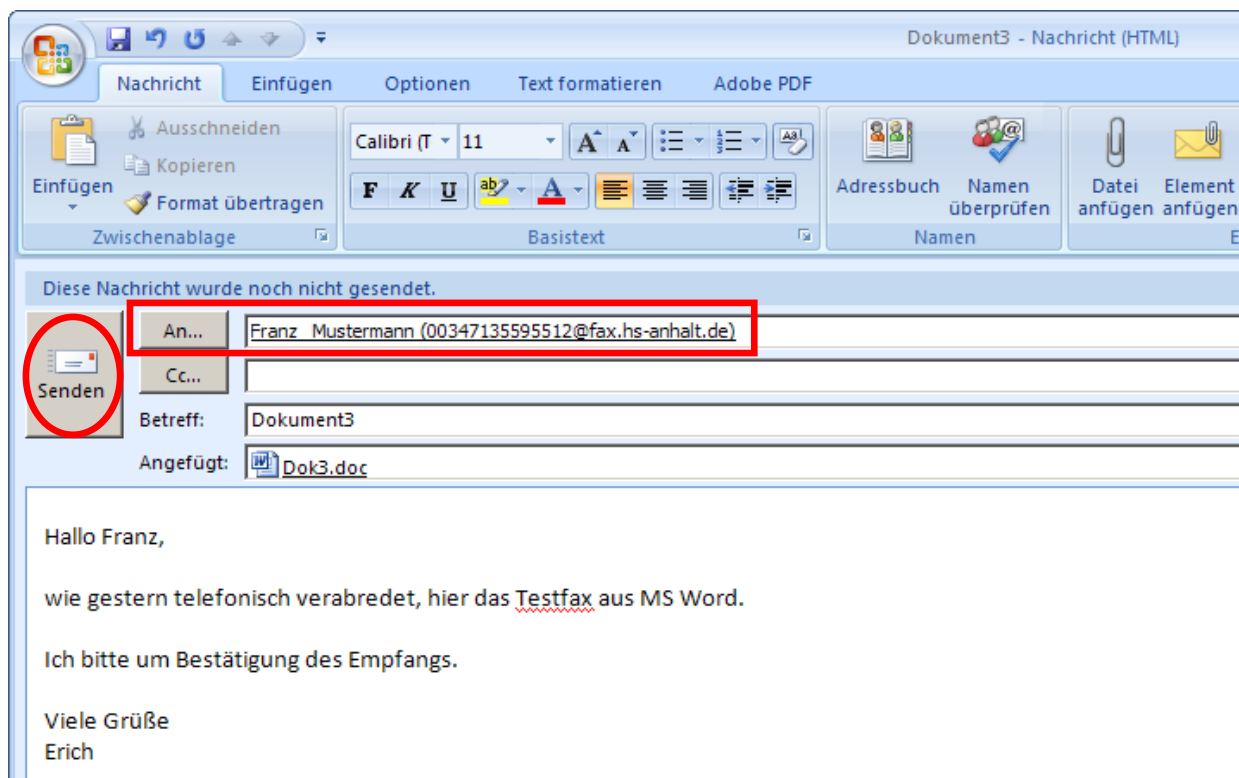 Dokument3 - Nachricht (HTML)
Nachricht Einfügen Optionen Text formatieren Adobe PDF
Einfügen
Ausschneiden
Kopieren
Format übertragen
Zwischenablage
Calibri (T 11 A A
F K U ab A
Basistext
Adressbuch
Namen
überprüfen
Namen
Datei
anfügen
Element
anfügen
E
Diese Nachricht wurde noch nicht gesendet.
Senden
An... Franz Mustermann (00347135595512@fax.hs-anhalt.de)
Cc...
Betreff: Dokument3
Angefügt: Dok3.doc
Hallo Franz,
wie gestern telefonisch verabredet, hier das Testfax aus MS Word.
Ich bitte um Bestätigung des Empfangs.
Viele Grüße
Erich